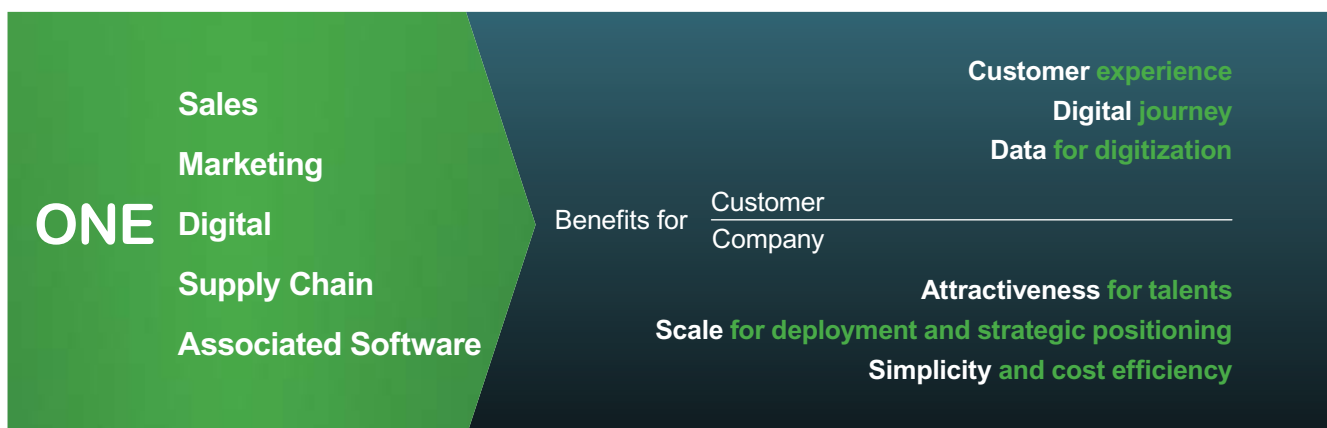 ONE
Sales
Marketing
Digital
Supply Chain
Associated Software
Customer experience
Digital journey
Data for digitization
Benefits for
Customer
Company
Attractiveness for talents
Scale for deployment and strategic positioning
Simplicity and cost efficiency